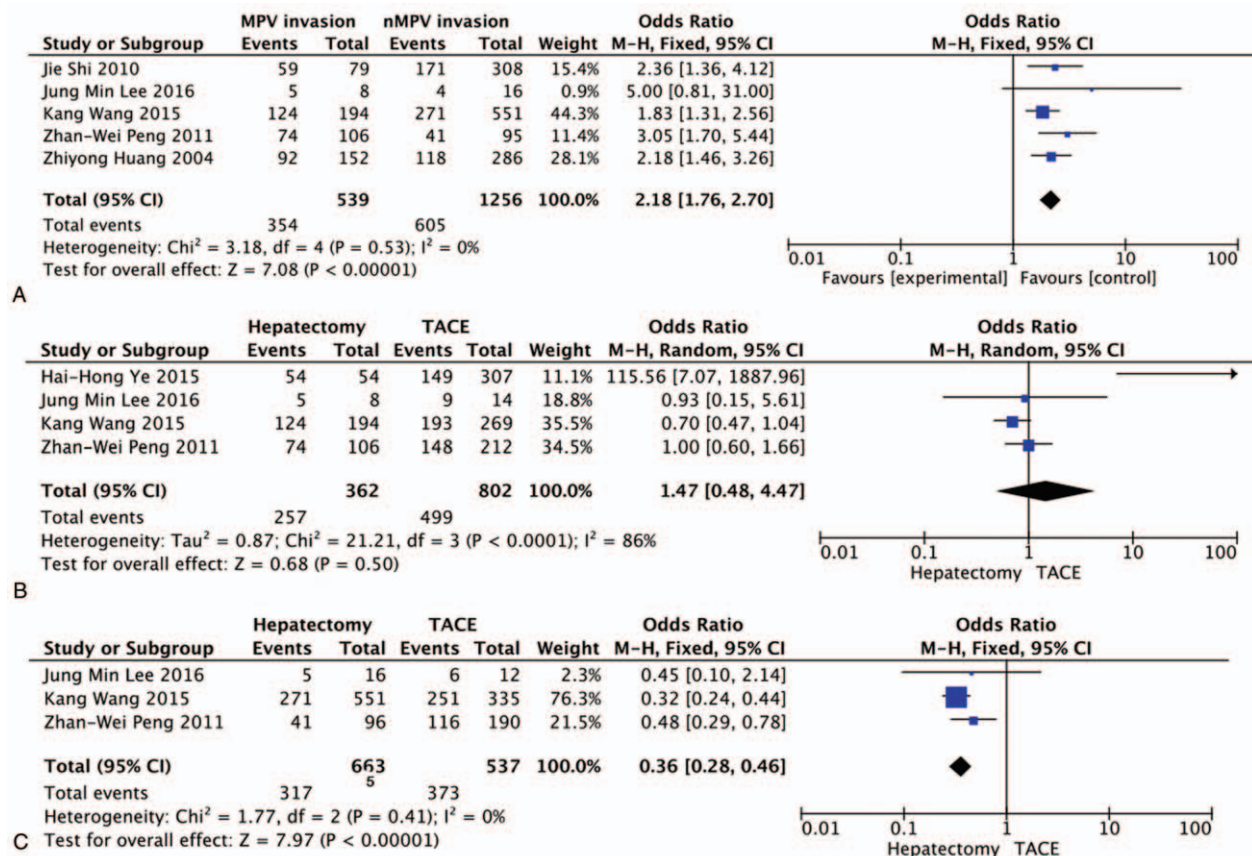 MPV invasion nMPV invasion Odds Ratio Odds Ratio
Study or Subgroup Events Total Events Total Weight M-H, Fixed, 95% CI M-H, Fixed, 95% CI
Jie Shi 2010 59 79 171 308 15.4% 2.36 [1.36, 4.12]
Jung Min Lee 2016 5 8 4 16 0.9% 5.00 [0.81, 31.00]
Kang Wang 2015 124 194 271 551 44.3% 1.83 [1.31, 2.56]
Zhan-Wei Peng 2011 74 106 41 95 11.4% 3.05 [1.70, 5.44]
Zhiyong Huang 2004 92 152 118 286 28.1% 2.18 [1.46, 3.26]
Total (95% CI) 539 1256 100.0% 2.18 [1.76, 2.70]
Total events 354 605
Heterogeneity: Chi² = 3.18, df = 4 (P = 0.53); I² = 0%
Test for overall effect: Z = 7.08 (P < 0.00001)
0.01 0.1 1 10 100
Favours [experimental] Favours [control]
A
Hepatectomy TACE Odds Ratio Odds Ratio
Study or Subgroup Events Total Events Total Weight M-H, Random, 95% CI M-H, Random, 95% CI
Hai-Hong Ye 2015 54 54 149 307 11.1% 115.56 [7.07, 1887.96]
Jung Min Lee 2016 5 8 9 14 18.8% 0.93 [0.15, 5.61]
Kang Wang 2015 124 194 193 269 35.5% 0.70 [0.47, 1.04]
Zhan-Wei Peng 2011 74 106 148 212 34.5% 1.00 [0.60, 1.66]
Total (95% CI) 362 802 100.0% 1.47 [0.48, 4.47]
Total events 257 499
Heterogeneity: Tau² = 0.87; Chi² = 21.21, df = 3 (P < 0.0001); I² = 86%
Test for overall effect: Z = 0.68 (P = 0.50)
0.01 0.1 1 10 100
Hepatectomy TACE
B
Hepatectomy TACE Odds Ratio Odds Ratio
Study or Subgroup Events Total Events Total Weight M-H, Fixed, 95% CI M-H, Fixed, 95% CI
Jung Min Lee 2016 5 16 6 12 2.3% 0.45 [0.10, 2.14]
Kang Wang 2015 271 551 251 335 76.3% 0.32 [0.24, 0.44]
Zhan-Wei Peng 2011 41 96 116 190 21.5% 0.48 [0.29, 0.78]
Total (95% CI) 663 537 100.0% 0.36 [0.28, 0.46]
5
Total events 317 373
Heterogeneity: Chi² = 1.77, df = 2 (P = 0.41); I² = 0%
Test for overall effect: Z = 7.97 (P < 0.00001)
0.01 0.1 1 10 100
Hepatectomy TACE
C